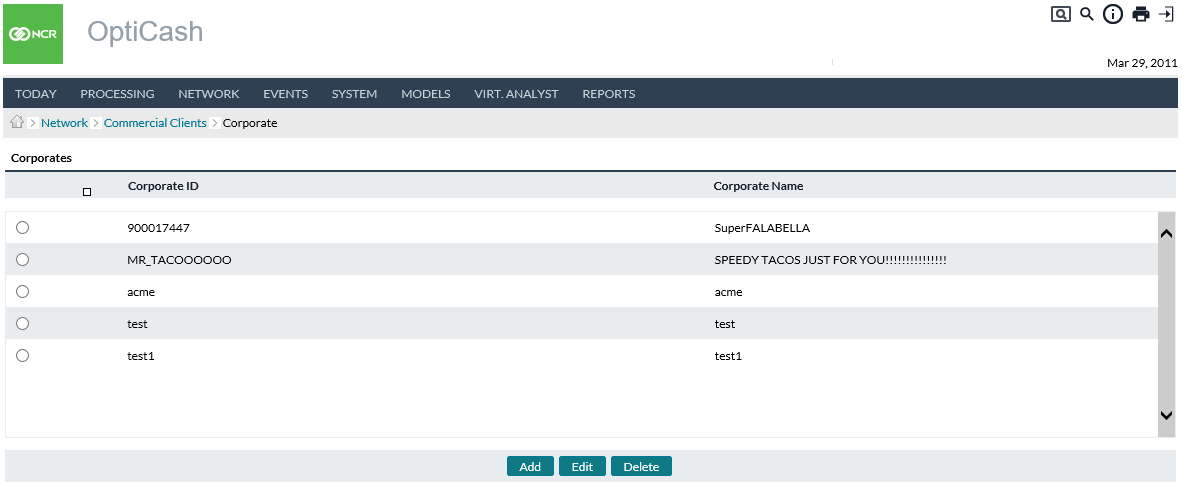 NCR
OptiCash
Mar 29, 2011
TODAY PROCESSING NETWORK EVENTS SYSTEM MODELS VIRT. ANALYST REPORTS
Network Commercial Clients Corporate
Corporates
Corporate ID Corporate Name
900017447 SuperFALABELLA
MR_TACOOOOOO SPEEDY TACOS JUST FOR YOU!!!!!!!!!!!!!!!
acme acme
test test
test1 test1
Add Edit Delete